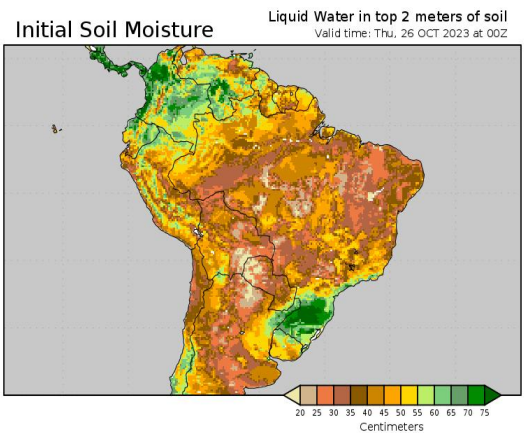 Initial Soil Moisture
Liquid Water in top 2 meters of soil
Valid time: Thu, 26 OCT 2023 at 00Z
20 25 30 35 40 45 50 55 60 65 70 75
Centimeters